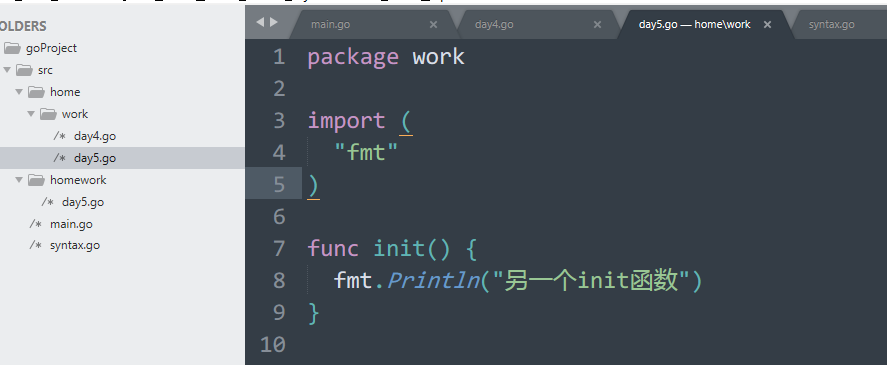 OLDERS
goProject
src
home
work
/* day4.go
/* day5.go
homework
/* day5.go
/* main.go
/* syntax.go
main.go × day4.go × day5.go — home\work × syntax.go
1 package work
2
3 import (
4 "fmt"
5 )
6
7 func init() {
8 fmt.Println("另一个init函数")
9 }
10